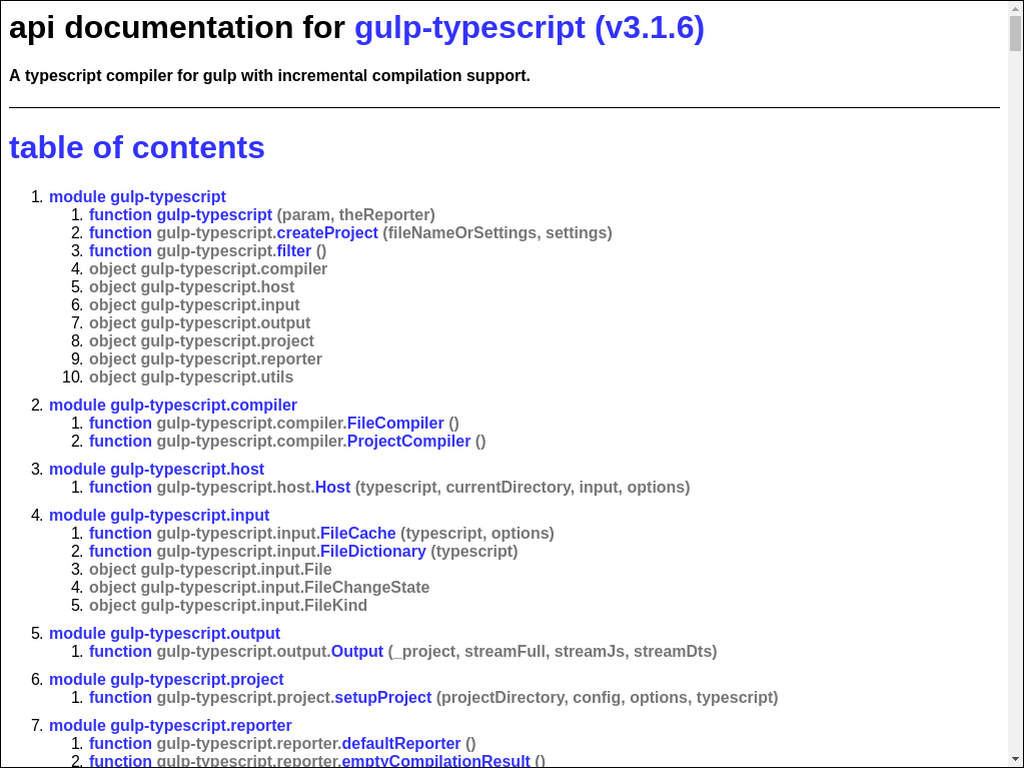 api documentation for gulp-typescript (v3.1.6)
A typescript compiler for gulp with incremental compilation support.
table of contents
1. module gulp-typescript
1. function gulp-typescript (param, theReporter)
2. function gulp-typescript.createProject (fileNameOrSettings, settings)
3. function gulp-typescript.filter ()
4. object gulp-typescript.compiler
5. object gulp-typescript.host
6. object gulp-typescript.input
7. object gulp-typescript.output
8. object gulp-typescript.project
9. object gulp-typescript.reporter
10. object gulp-typescript.utils
2. module gulp-typescript.compiler
1. function gulp-typescript.compiler.FileCompiler ()
2. function gulp-typescript.compiler.ProjectCompiler ()
3. module gulp-typescript.host
1. function gulp-typescript.host.Host (typescript, currentDirectory, input, options)
4. module gulp-typescript.input
1. function gulp-typescript.input.FileCache (typescript, options)
2. function gulp-typescript.input.FileDictionary (typescript)
3. object gulp-typescript.input.File
4. object gulp-typescript.input.FileChangeState
5. object gulp-typescript.input.FileKind
5. module gulp-typescript.output
1. function gulp-typescript.output.Output (_project, streamFull, streamJs, streamDts)
6. module gulp-typescript.project
1. function gulp-typescript.project.setupProject (projectDirectory, config, options, typescript)
7. module gulp-typescript.reporter
1. function gulp-typescript.reporter.defaultReporter ()
2. function gulp-typescript.reporter.emptyCompilationResult ()